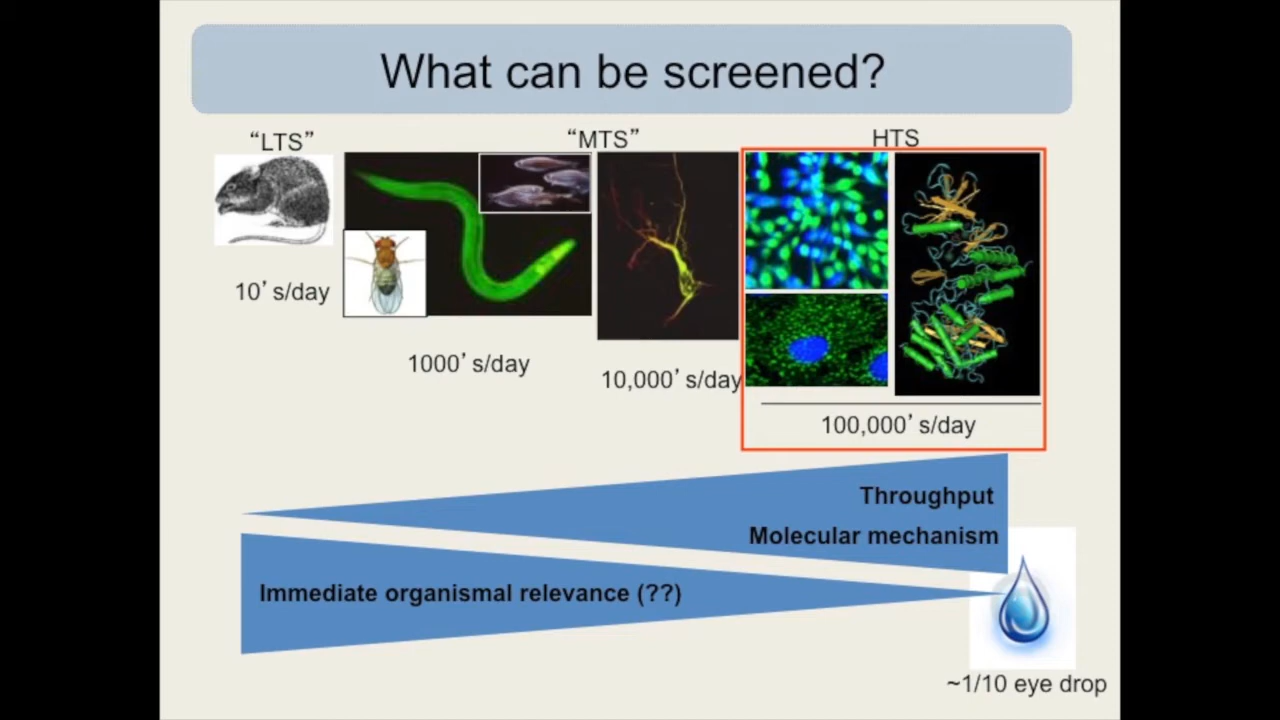 What can be screened?
“LTS”
“MTS”
HTS
10’s/day
1000’s/day
10,000’s/day
100,000’s/day
Throughput
Molecular mechanism
Immediate organismal relevance (??)
~1/10 eye drop